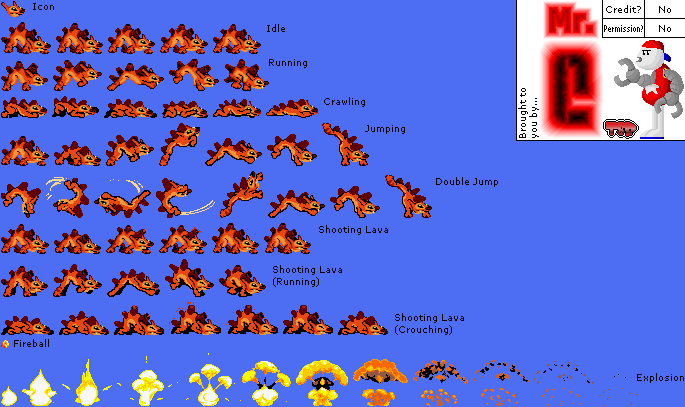 Icon
Idle
Running
Crawling
Jumping
Double Jump
Shooting Lava
Shooting Lava
(Running)
Shooting Lava
(Crouching)
Fireball
Explosion
Mr.
C
Brought to
you by...
Credit? No
Permission? No